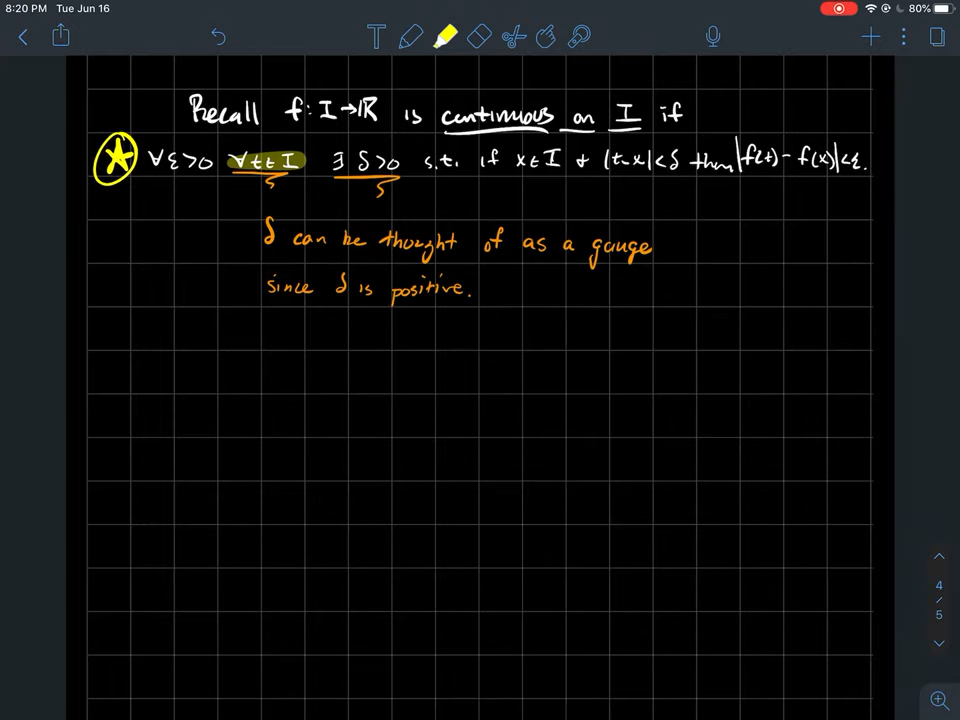 8:20 PM Tue Jun 16
80%
Recall f: I→ℝ is continuous on I if
∀ε>0 ∀t∈I ∃ δ>0 s.t. if x∈I & |t-x|<δ then |f(t)-f(x)|<ε.
δ can be thought of as a gauge
since δ is positive.
4
/
5